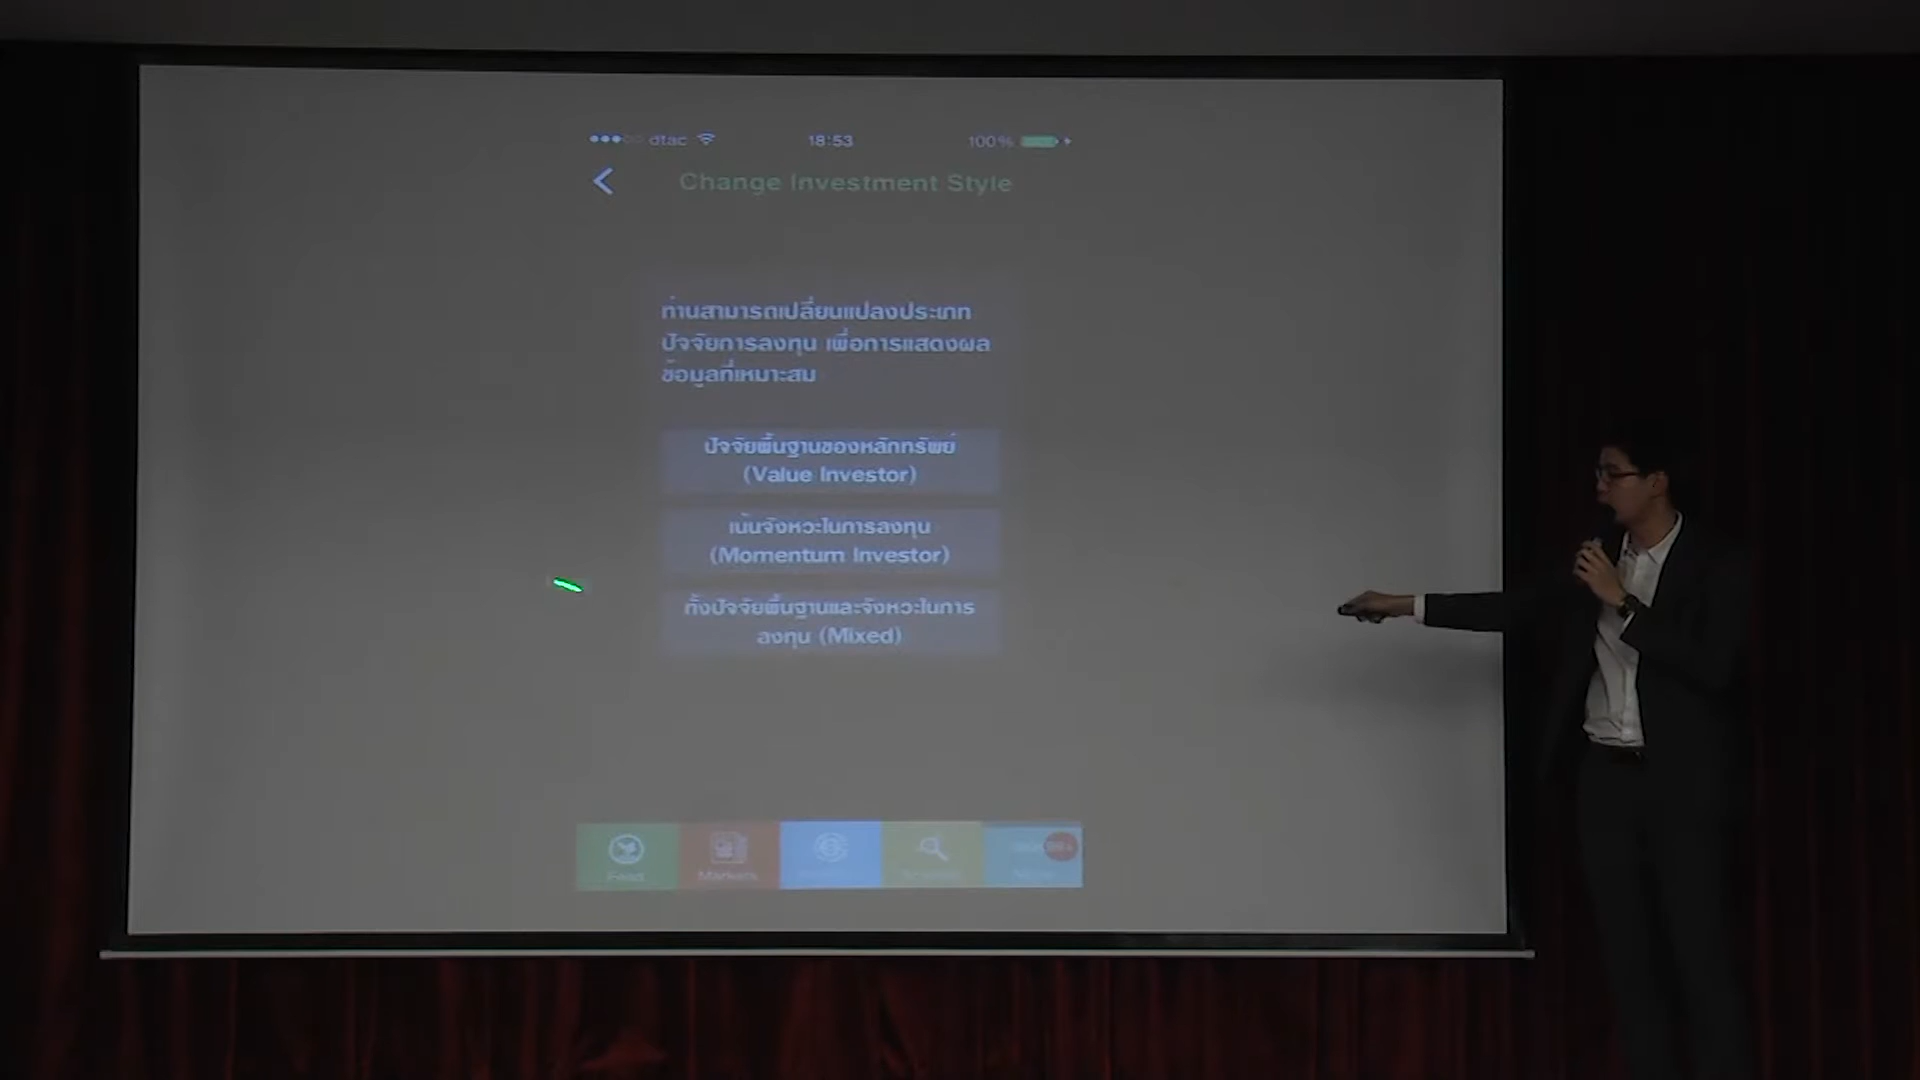 dtac 18:53 100%
Change Investment Style
ท่านสามารถเปลี่ยนแปลงประเภท
ปัจจัยการลงทุน เพื่อการแสดงผล
ข้อมูลที่เหมาะสม
ปัจจัยพื้นฐานของหลักทรัพย์
(Value Investor)
เน้นจังหวะในการลงทุน
(Momentum Investor)
ทั้งปัจจัยพื้นฐานและจังหวะในการ
ลงทุน (Mixed)
Feed Markets